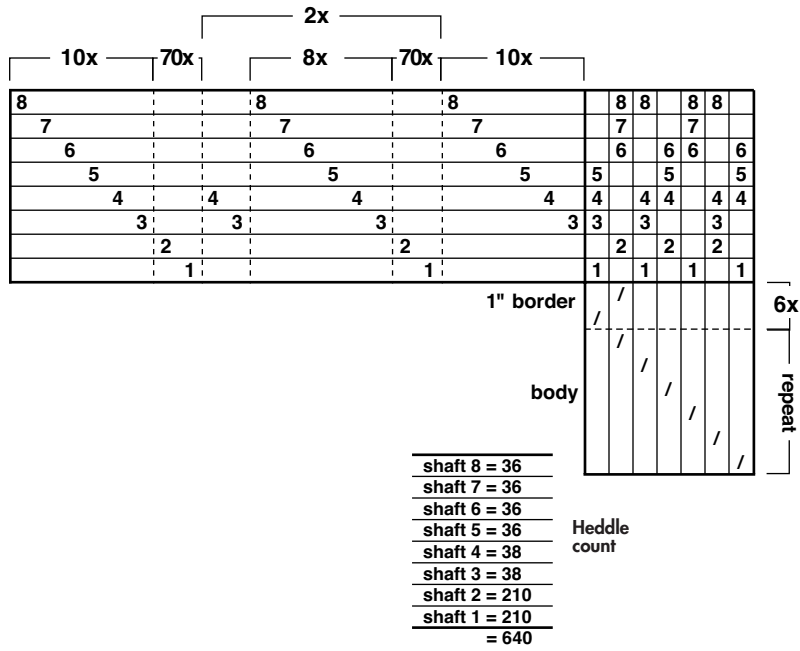 2x
10x 70x 8x 70x 10x
8 8 8 8 8 8 8
7 7 7 7 7
6 6 6 6 6 6 6
5 5 5 5 5 5
4 4 4 4 4 4 4 4 4
3 3 3 3 3 3 3
2 2 2 2 2
1 1 1 1 1 1
1" border / 6x
/
/
/
body /
/
/
/
repeat
shaft 8 = 36
shaft 7 = 36
shaft 6 = 36
shaft 5 = 36
shaft 4 = 38
shaft 3 = 38
shaft 2 = 210
shaft 1 = 210
= 640
Heddle
count